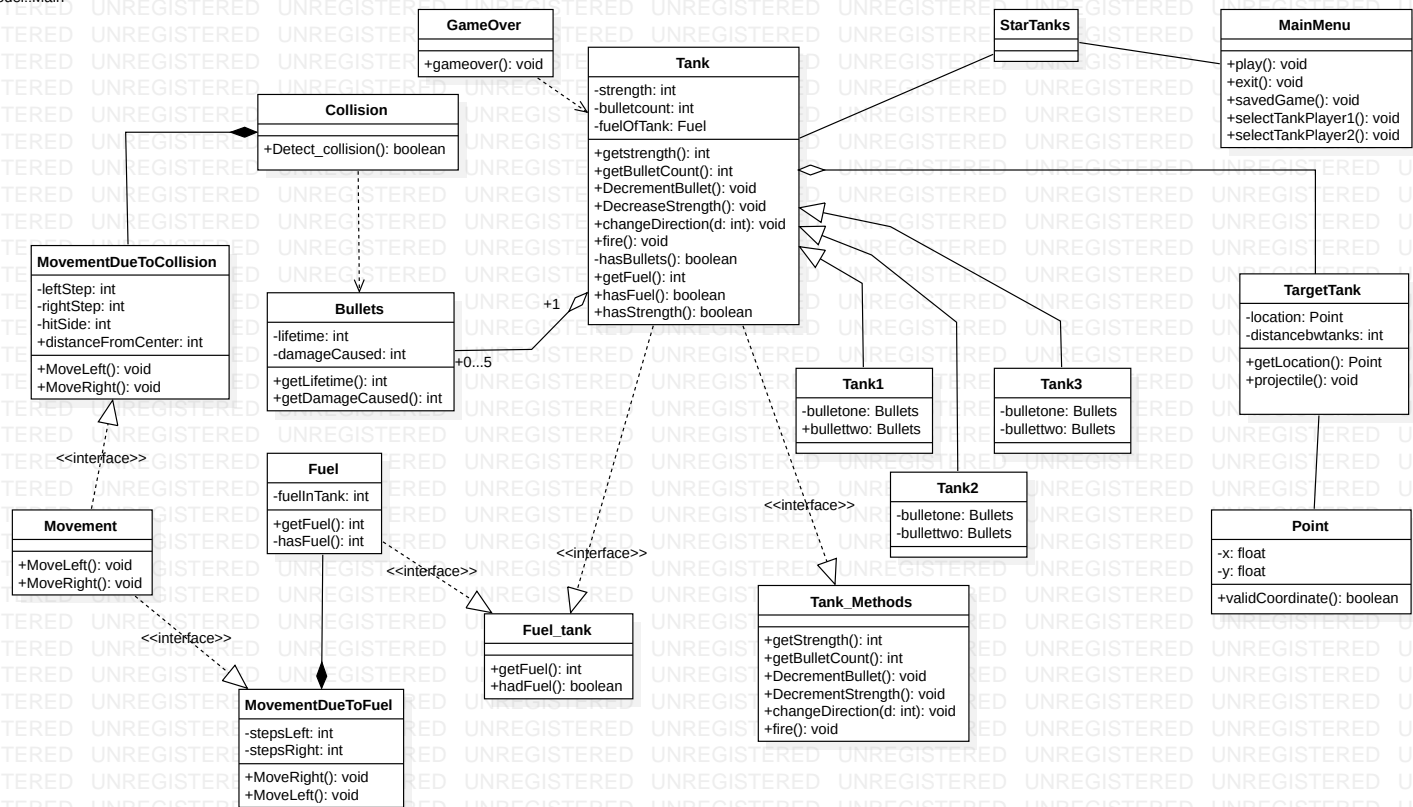 GameOver
+gameover(): void
StarTanks
MainMenu
+play(): void
+exit(): void
+savedGame(): void
+selectTankPlayer1(): void
+selectTankPlayer2(): void
Tank
-strength: int
-bulletcount: int
-fuelOfTank: Fuel
+getstrength(): int
+getBulletCount(): int
+DecrementBullet(): void
+DecreaseStrength(): void
+changeDirection(d: int): void
+fire(): void
-hasBullets(): boolean
+getFuel(): int
+hasFuel(): boolean
+hasStrength(): boolean
Collision
+Detect_collision(): boolean
MovementDueToCollision
-leftStep: int
-rightStep: int
-hitSide: int
+distanceFromCenter: int
+MoveLeft(): void
+MoveRight(): void
Bullets
-lifetime: int
-damageCaused: int
+getLifetime(): int
+getDamageCaused(): int
+1
+0...5
TargetTank
-location: Point
-distancebwtanks: int
+getLocation(): Point
+projectile(): void
Tank1
-bulletone: Bullets
+bullettwo: Bullets
Tank3
-bulletone: Bullets
-bullettwo: Bullets
Tank2
-bulletone: Bullets
-bullettwo: Bullets
<<interface>>
Fuel
-fuelInTank: int
+getFuel(): int
-hasFuel(): int
<<interface>>
Movement
+MoveLeft(): void
+MoveRight(): void
Point
-x: float
-y: float
+validCoordinate(): boolean
<<interface>>
<<interface>>
<<interface>>
Fuel_tank
+getFuel(): int
+hadFuel(): boolean
Tank_Methods
+getStrength(): int
+getBulletCount(): int
+DecrementBullet(): void
+DecrementStrength(): void
+changeDirection(d: int): void
+fire(): void
MovementDueToFuel
-stepsLeft: int
-stepsRight: int
+MoveRight(): void
+MoveLeft(): void